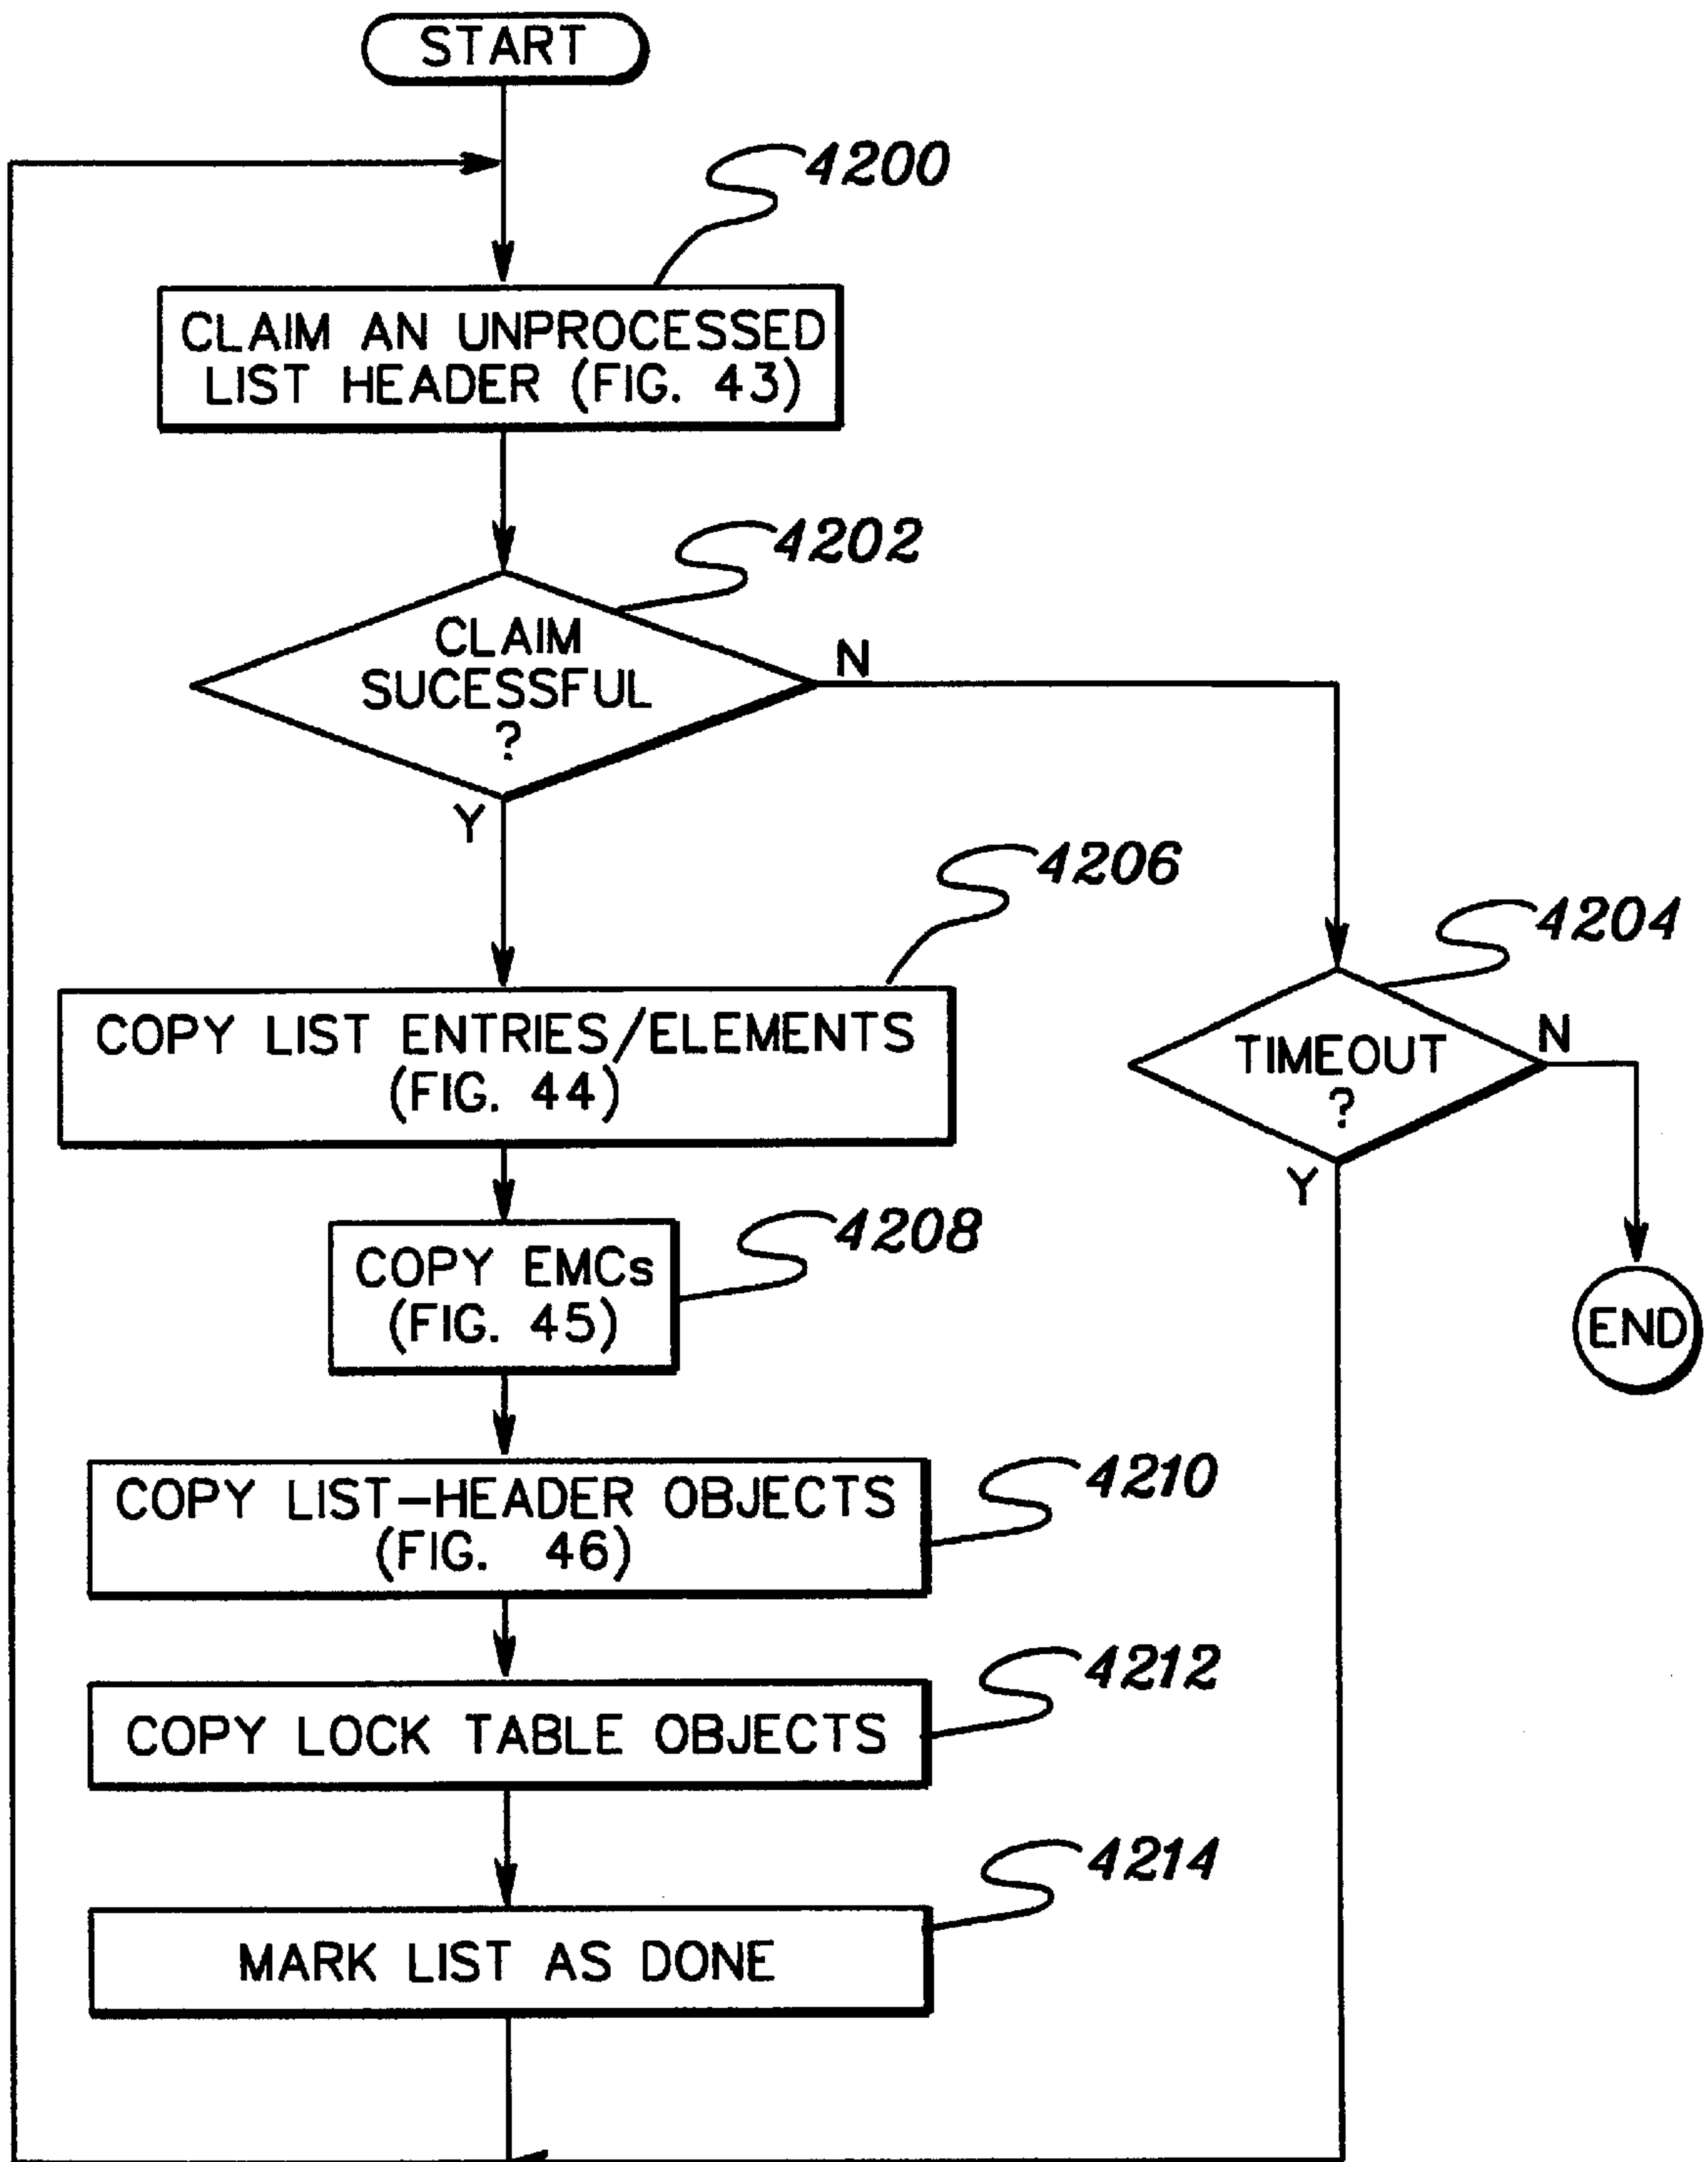 START
4200
CLAIM AN UNPROCESSED
LIST HEADER (FIG. 43)
4202
CLAIM
SUCESSFUL
?
N
Y
4206
4204
COPY LIST ENTRIES/ELEMENTS
(FIG. 44)
TIMEOUT
?
N
Y
4208
COPY EMCs
(FIG. 45)
END
4210
COPY LIST-HEADER OBJECTS
(FIG. 46)
4212
COPY LOCK TABLE OBJECTS
4214
MARK LIST AS DONE